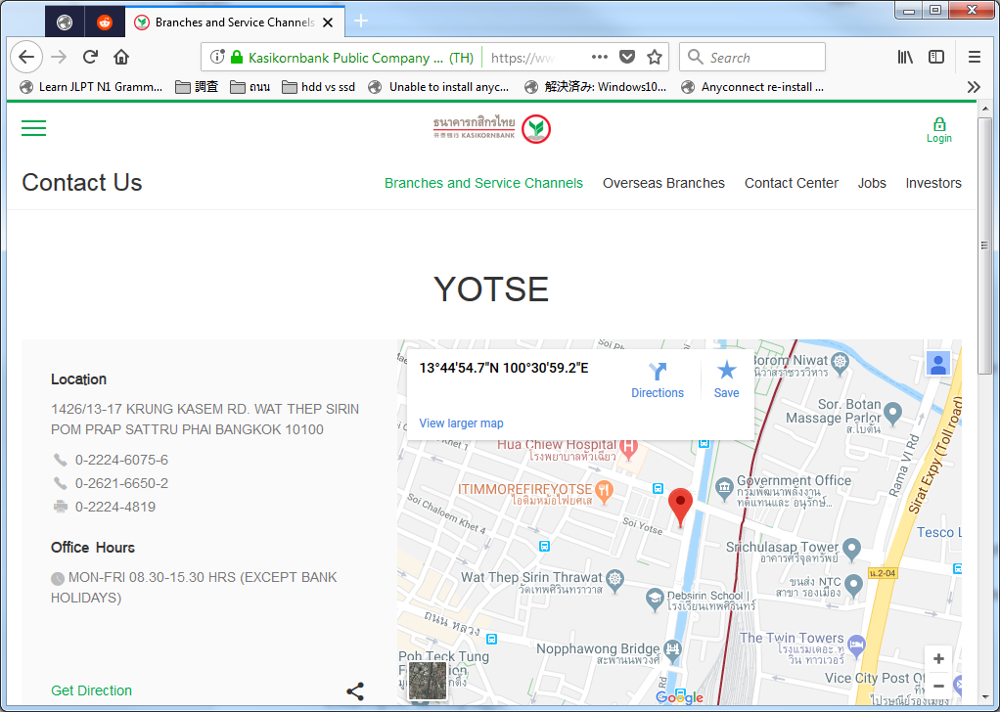 Branches and Service Channels
Kasikornbank Public Company ... (TH)
https://ww
Search
Learn JLPT N1 Gramm...
調査
ถนน
hdd vs ssd
Unable to install anyc...
解決済み: Windows10...
Anyconnect re-install ...
ธนาคารกสิกรไทย
开泰银行 KASIKORNBANK
Login
Contact Us
Branches and Service Channels
Overseas Branches
Contact Center
Jobs
Investors
YOTSE
Location
1426/13-17 KRUNG KASEM RD. WAT THEP SIRIN
POM PRAP SATTRU PHAI BANGKOK 10100
0-2224-6075-6
0-2621-6650-2
0-2224-4819
Office Hours
MON-FRI 08.30-15.30 HRS (EXCEPT BANK
HOLIDAYS)
Get Direction
13°44'54.7"N 100°30'59.2"E
Directions
Save
View larger map
Borom Niwat
Sor. Botan
Massage Parlor
ส.โบตั๋น
Rama VI Rd
Sirat Expy (Toll road)
Hua Chiew Hospital
โรงพยาบาลหัวเฉียว
ITIMMOREFIREYOTSE
ไอติมหม้อไฟยศเส
Government Office
กรมพัฒนาพลังงาน
ทดแทนและ อนุรักษ์...
Soi Chaloem Khet 4
Soi Yotse
Tesco L
Srichulasap Tower
อาคารศรีจุลทรัพย์
น.2-04
Wat Thep Sirin Thrawat
วัดเทพศิรินทราวาส
ขนส่ง NTC
สาขา รองเมือง
Debsirin School |
โรงเรียนเทพศิรินทร์
ถนน หลวง
The Twin Towers
โรงแรมเดอะ ท
วิน ทาวเวอร์
Nopphawong Bridge
สะพานนพวงศ์
Poh Teck Tung
Vice City Post Of
ไปรษณีย์รองเมือง
Google